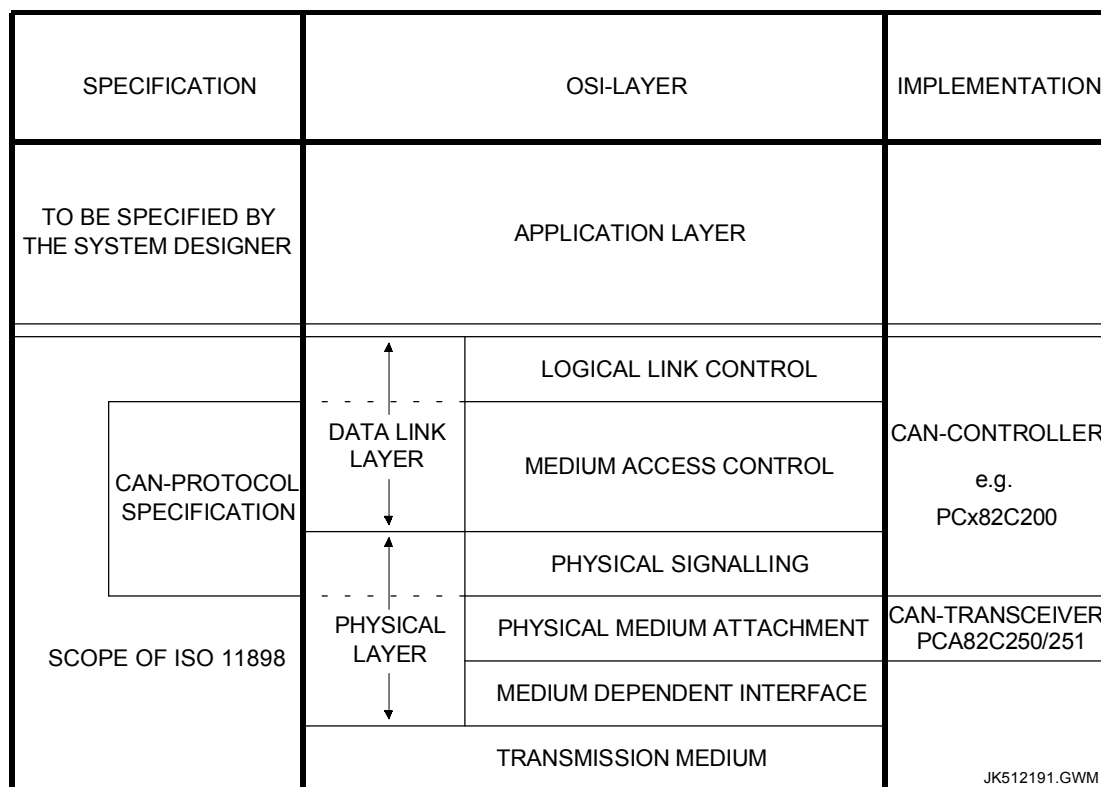 SPECIFICATION
OSI-LAYER
IMPLEMENTATION
TO BE SPECIFIED BY
THE SYSTEM DESIGNER
APPLICATION LAYER
LOGICAL LINK CONTROL
DATA LINK
LAYER
MEDIUM ACCESS CONTROL
CAN-CONTROLLER
e.g.
PCx82C200
CAN-PROTOCOL
SPECIFICATION
PHYSICAL SIGNALLING
PHYSICAL
LAYER
PHYSICAL MEDIUM ATTACHMENT
CAN-TRANSCEIVER
PCA82C250/251
SCOPE OF ISO 11898
MEDIUM DEPENDENT INTERFACE
TRANSMISSION MEDIUM
JK512191.GWM